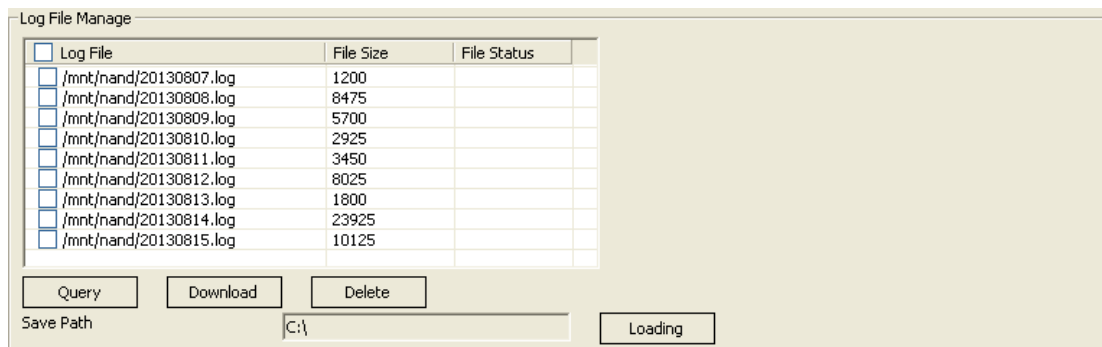 Log File Manage
Log File File Size File Status
/mnt/nand/20130807.log 1200
/mnt/nand/20130808.log 8475
/mnt/nand/20130809.log 5700
/mnt/nand/20130810.log 2925
/mnt/nand/20130811.log 3450
/mnt/nand/20130812.log 8025
/mnt/nand/20130813.log 1800
/mnt/nand/20130814.log 23925
/mnt/nand/20130815.log 10125
Query Download Delete
Save Path C:\ Loading